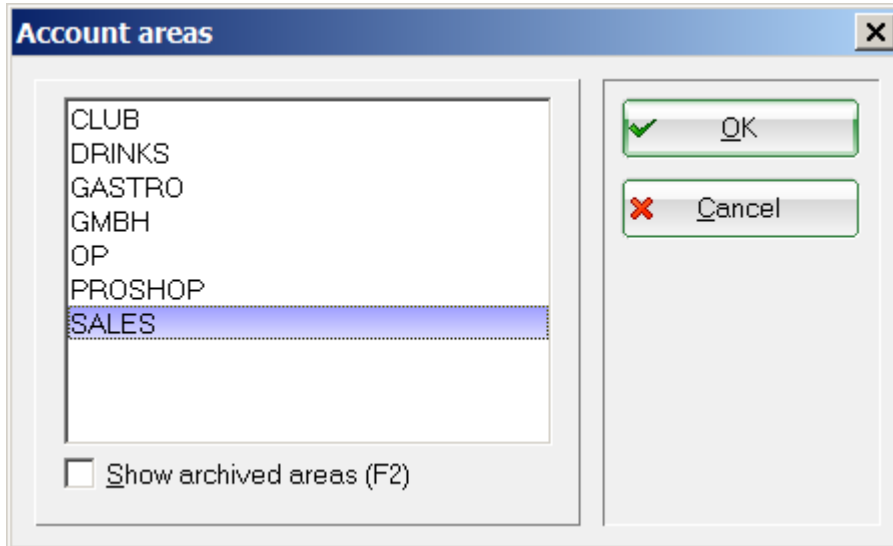 Account areas
CLUB
DRINKS
GASTRO
GMBH
OP
PROSHOP
SALES
Show archived areas (F2)
OK
Cancel